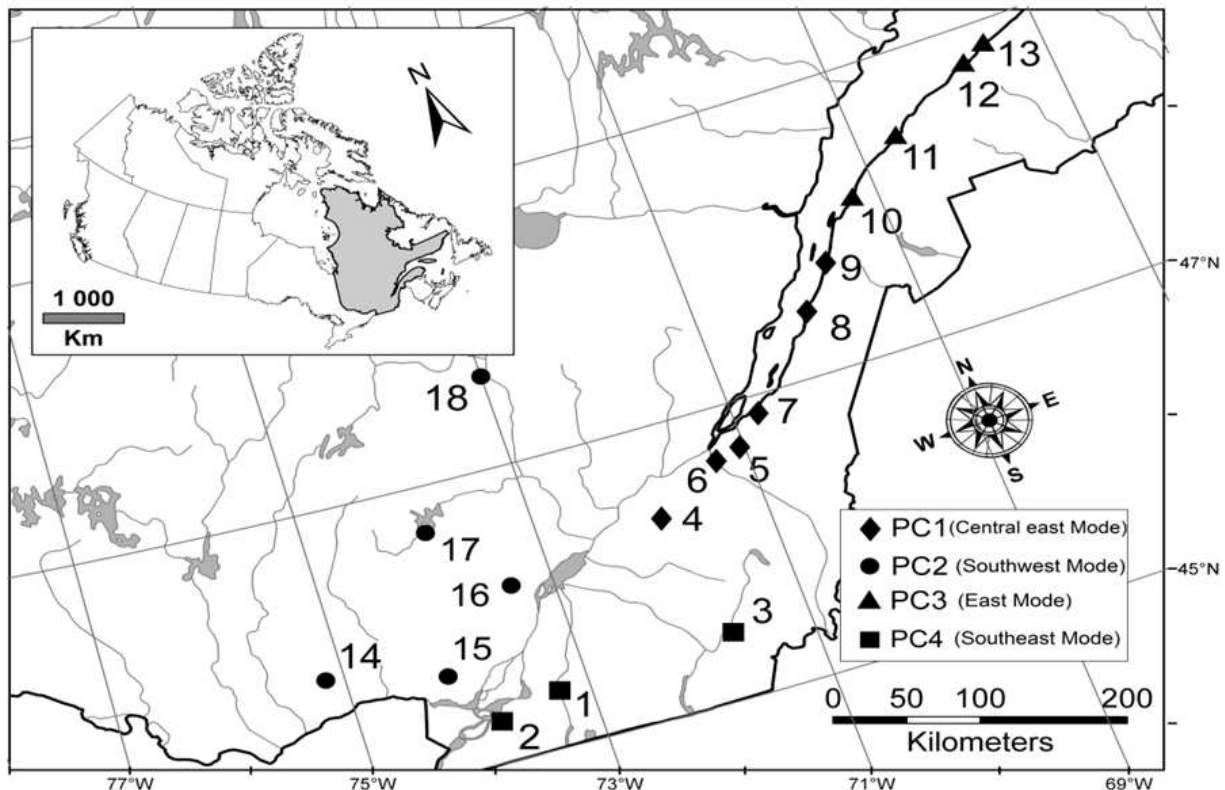 N
1 000
Km
13
12
11
10
9
8
7
5
6
4
18
17
16
3
14
15
1
2
47°N
45°N
N
E
W
S
PC1 (Central east Mode)
PC2 (Southwest Mode)
PC3 (East Mode)
PC4 (Southeast Mode)
0 50 100 200
Kilometers
77°W 75°W 73°W 71°W 69°W